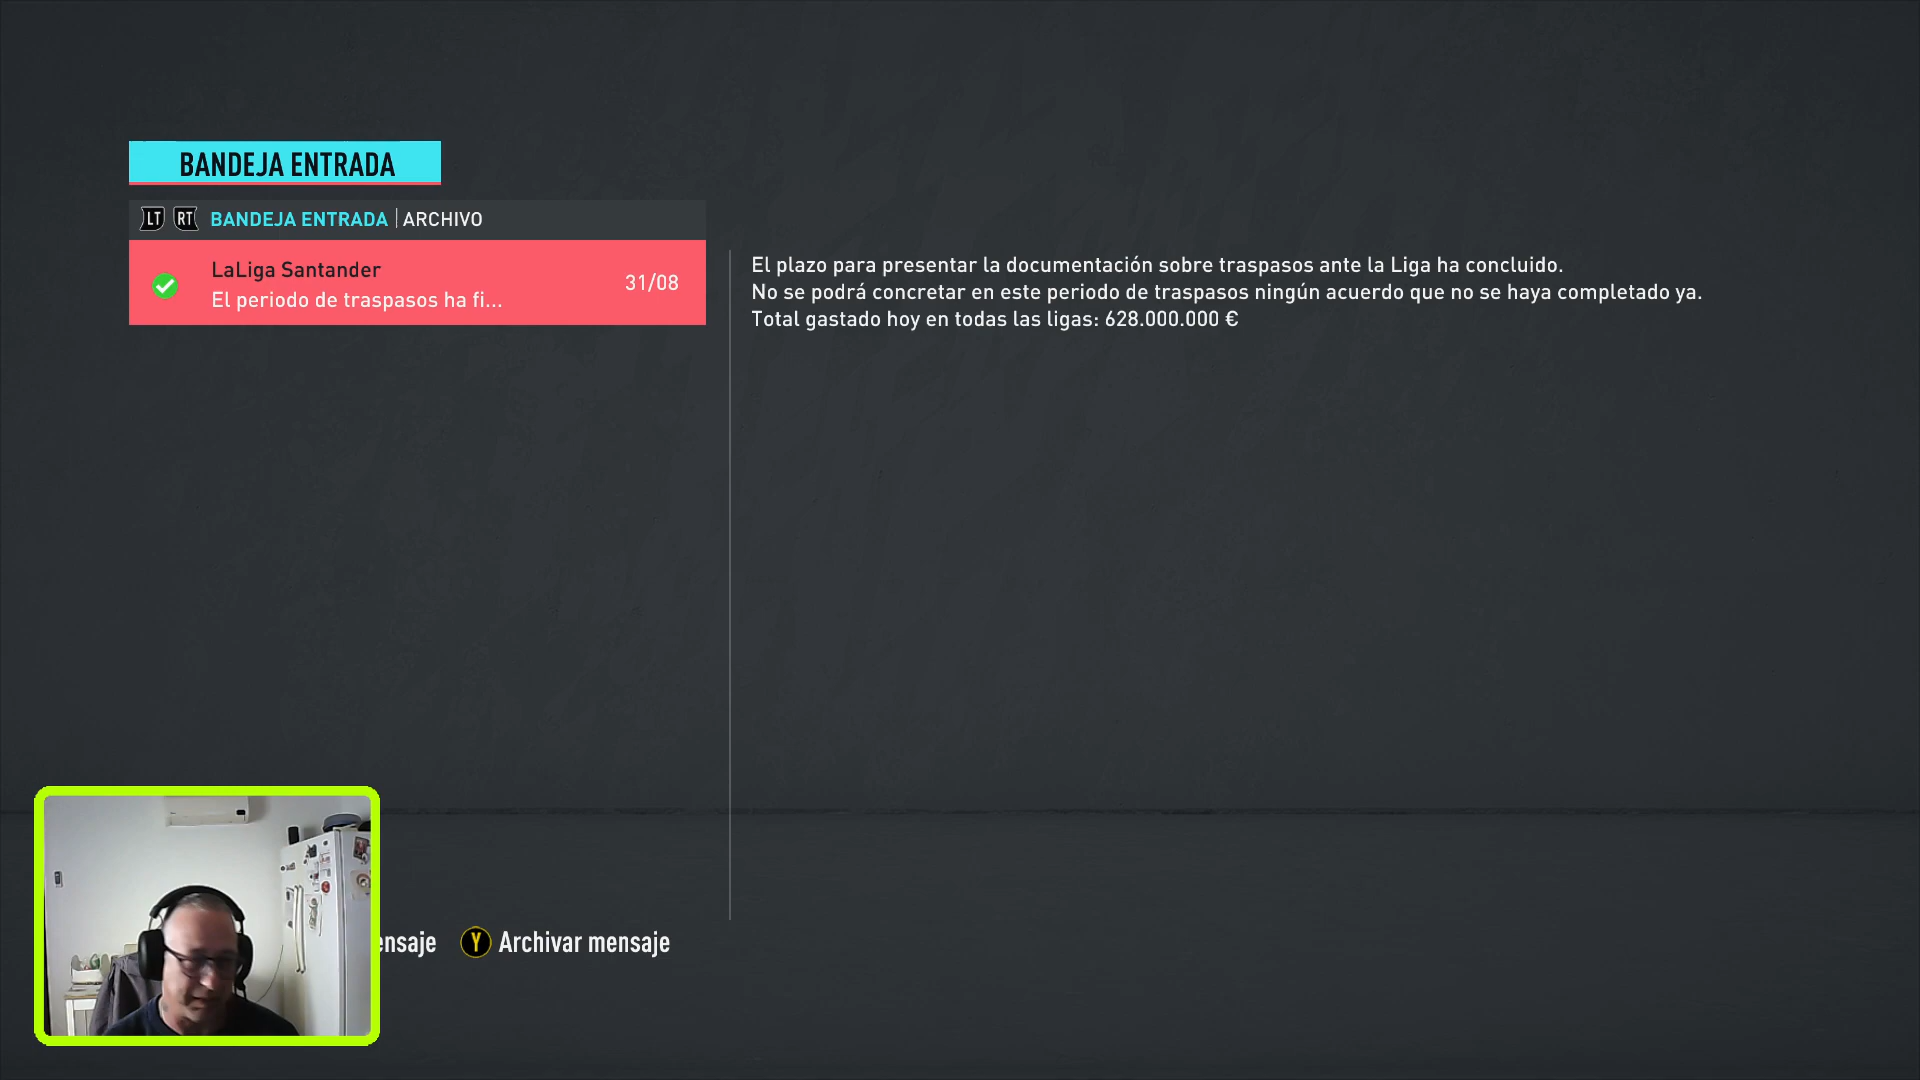 BANDEJA ENTRADA
LT RT BANDEJA ENTRADA | ARCHIVO
LaLiga Santander
El periodo de traspasos ha fi...
31/08
El plazo para presentar la documentación sobre traspasos ante la Liga ha concluido.
No se podrá concretar en este periodo de traspasos ningún acuerdo que no se haya completado ya.
Total gastado hoy en todas las ligas: 628.000.000 €
ensaje Y Archivar mensaje